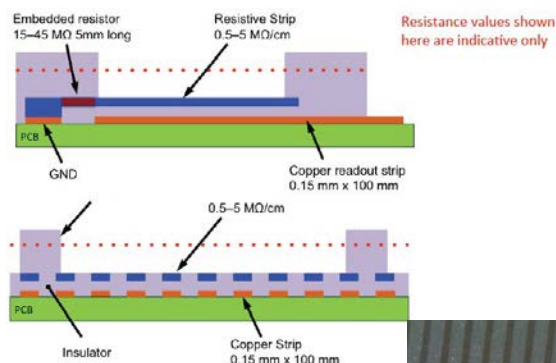 Embedded resistor
15–45 MΩ 5mm long
Resistive Strip
0.5–5 MΩ/cm
Resistance values shown
here are indicative only
PCB
GND
Copper readout strip
0.15 mm x 100 mm
0.5–5 MΩ/cm
PCB
Insulator
Copper Strip
0.15 mm x 100 mm